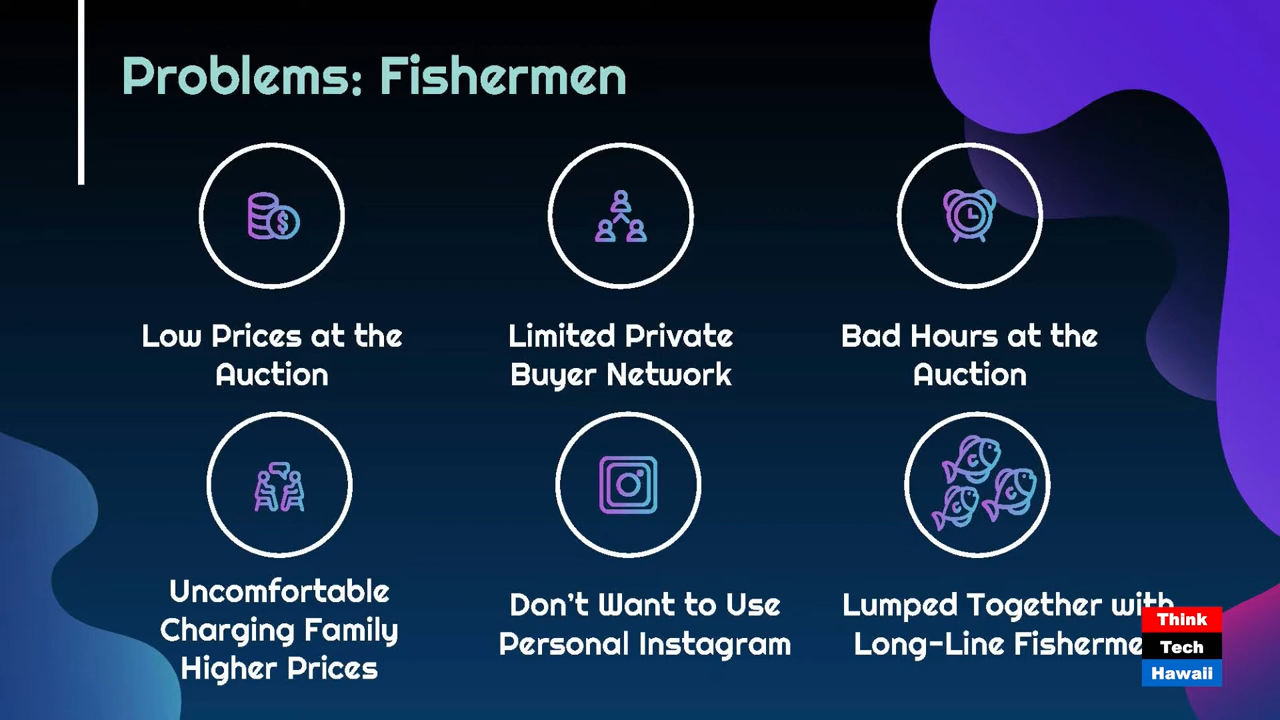 Problems: Fishermen
Low Prices at the
Auction
Limited Private
Buyer Network
Bad Hours at the
Auction
Uncomfortable
Charging Family
Higher Prices
Don't Want to Use
Personal Instagram
Lumped Together with
Long-Line Fisherme
Think
Tech
Hawaii